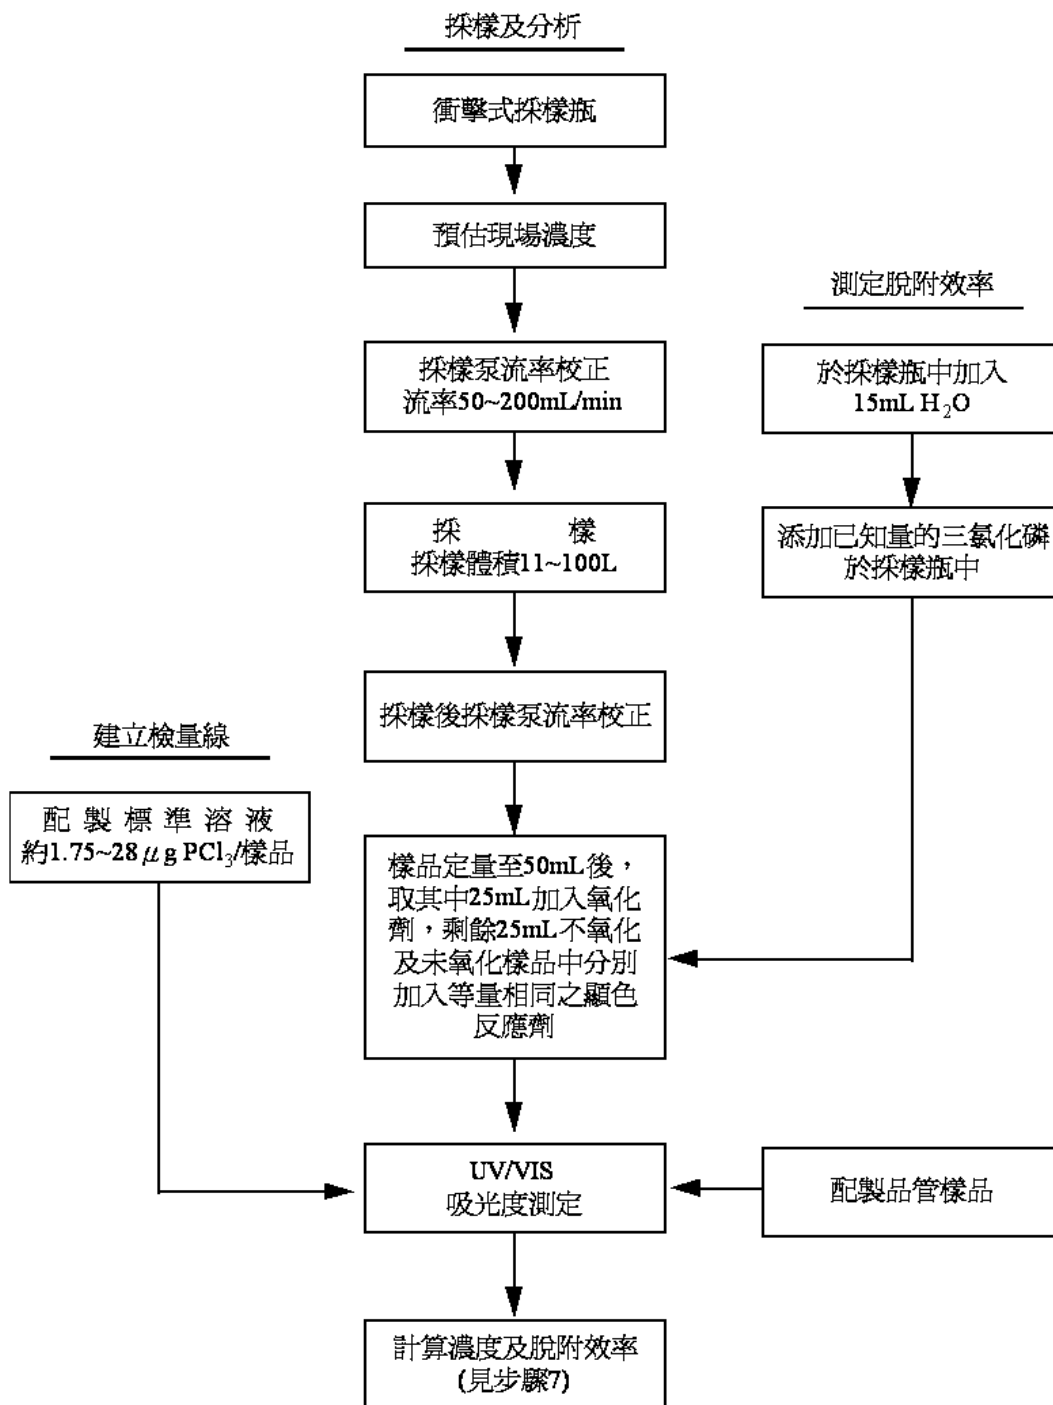 採樣及分析
衝擊式採樣瓶
預估現場濃度
採樣泵流率校正
流率50~200mL/min
採 樣
採樣體積11~100L
採樣後採樣泵流率校正
樣品定量至50mL後，
取其中25mL加入氧化
劑，剩餘25mL不氧化
及未氧化樣品中分別
加入等量相同之顯色
反應劑
UV/VIS
吸光度測定
計算濃度及脫附效率
(見步驟7)
測定脫附效率
於採樣瓶中加入
15mL H₂O
添加已知量的三氯化磷
於採樣瓶中
建立檢量線
配 製 標 準 溶 液
約1.75~28μg PCl₃/樣品
配製品管樣品